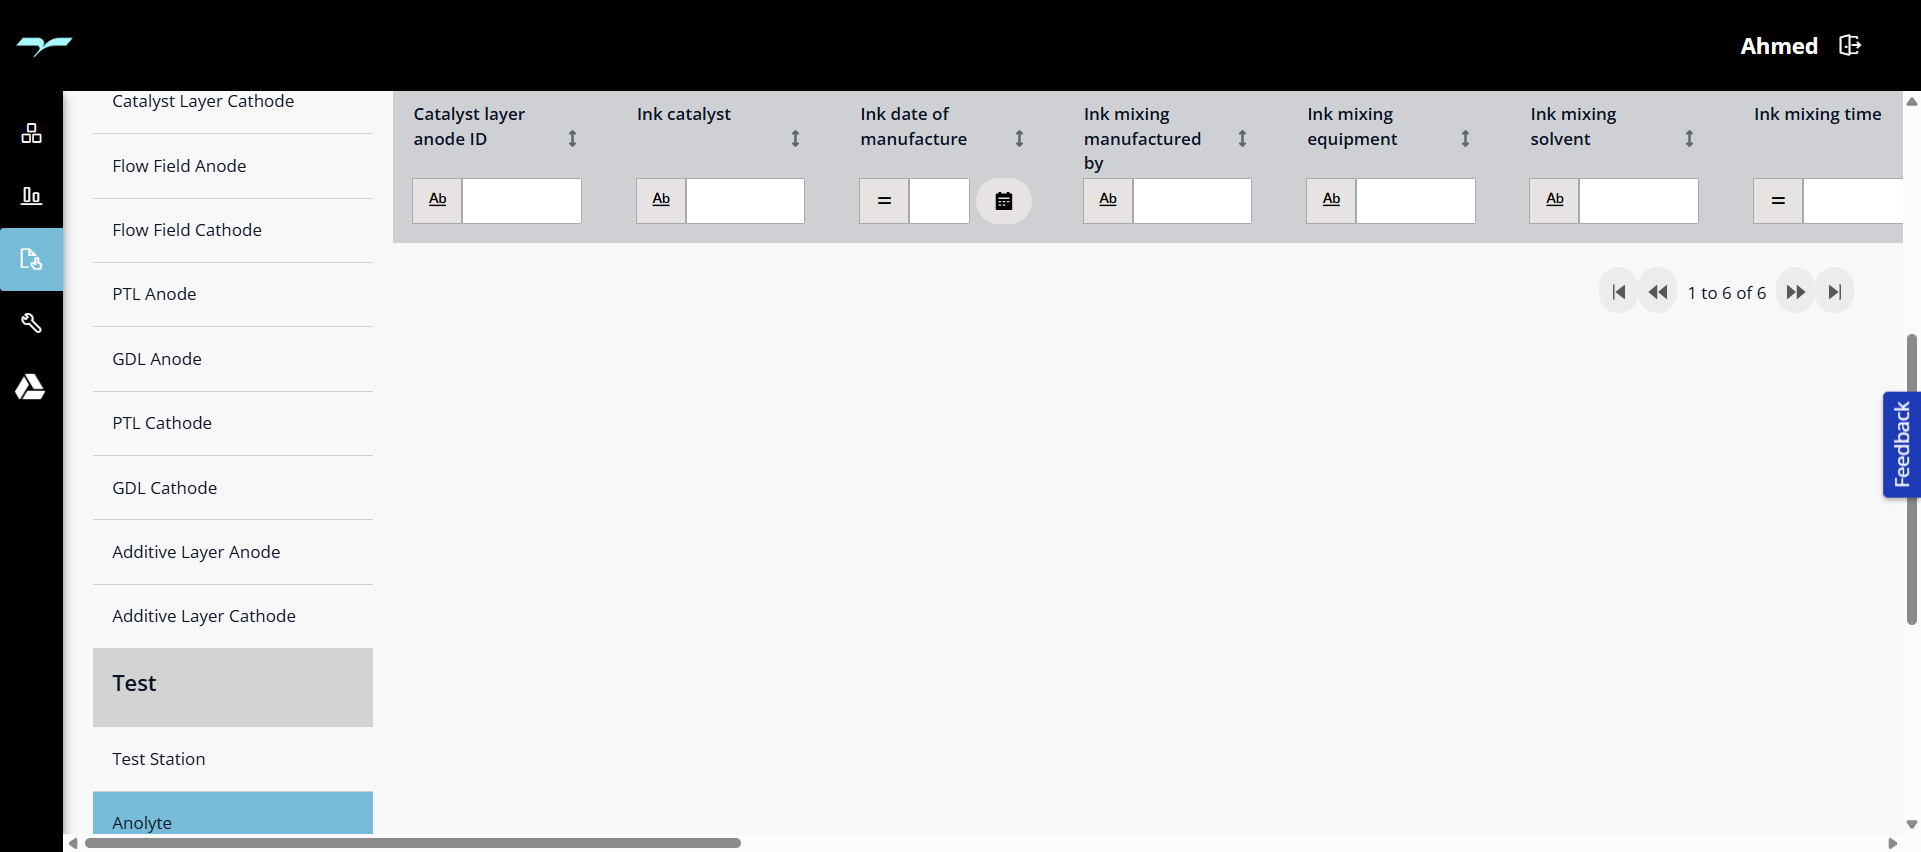 Ahmed
Catalyst Layer Cathode
Flow Field Anode
Flow Field Cathode
PTL Anode
GDL Anode
PTL Cathode
GDL Cathode
Additive Layer Anode
Additive Layer Cathode
Test
Test Station
Anolyte
Catalyst layer
anode ID
Ink catalyst
Ink date of
manufacture
Ink mixing
manufactured
by
Ink mixing
equipment
Ink mixing
solvent
Ink mixing time
Ab
Ab
=
Ab
Ab
Ab
=
1 to 6 of 6
Feedback